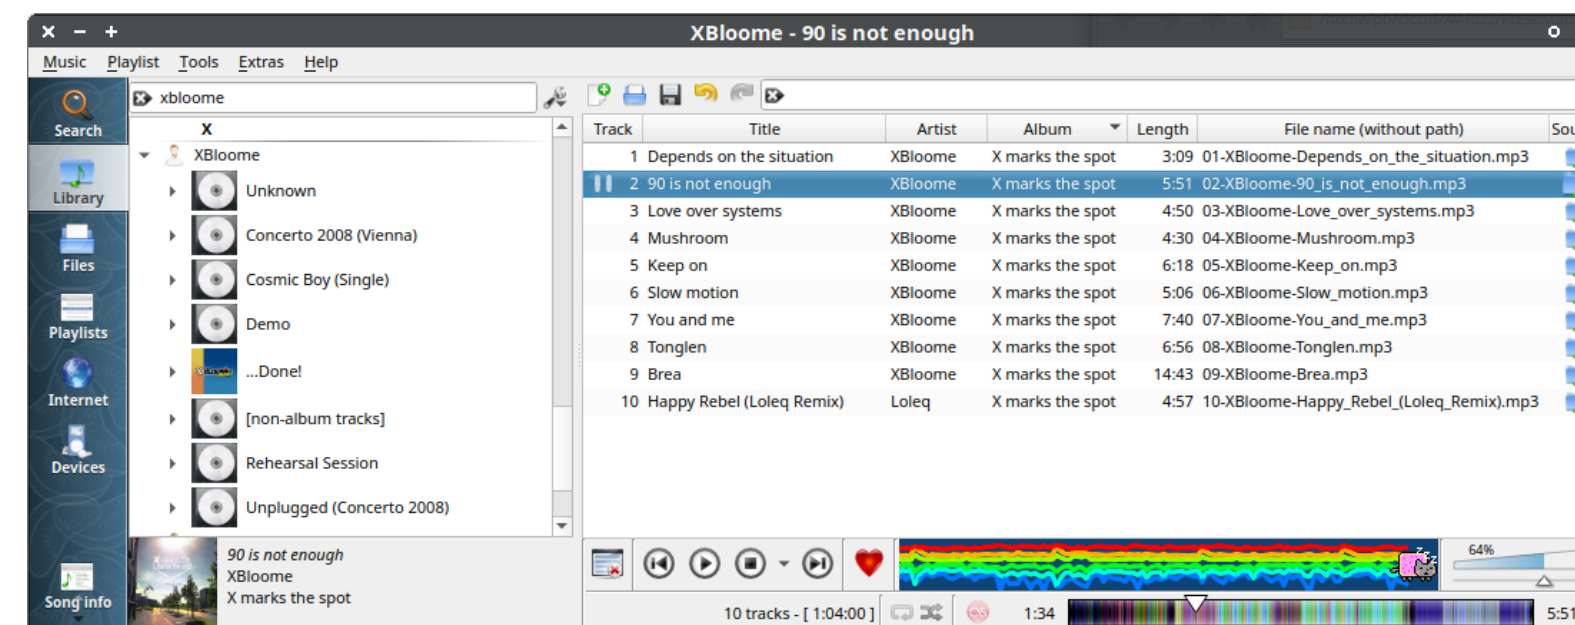 XBloome - 90 is not enough
Music Playlist Tools Extras Help
Search
Library
Files
Playlists
Internet
Devices
Song info
xbloome
X
XBloome
Unknown
Concerto 2008 (Vienna)
Cosmic Boy (Single)
Demo
...Done!
[non-album tracks]
Rehearsal Session
Unplugged (Concerto 2008)
90 is not enough
XBloome
X marks the spot
Track Title Artist Album Length File name (without path) Sou
1 Depends on the situation XBloome X marks the spot 3:09 01-XBloome-Depends_on_the_situation.mp3
2 90 is not enough XBloome X marks the spot 5:51 02-XBloome-90_is_not_enough.mp3
3 Love over systems XBloome X marks the spot 4:50 03-XBloome-Love_over_systems.mp3
4 Mushroom XBloome X marks the spot 4:30 04-XBloome-Mushroom.mp3
5 Keep on XBloome X marks the spot 6:18 05-XBloome-Keep_on.mp3
6 Slow motion XBloome X marks the spot 5:06 06-XBloome-Slow_motion.mp3
7 You and me XBloome X marks the spot 7:40 07-XBloome-You_and_me.mp3
8 Tonglen XBloome X marks the spot 6:56 08-XBloome-Tonglen.mp3
9 Brea XBloome X marks the spot 14:43 09-XBloome-Brea.mp3
10 Happy Rebel (Loleq Remix) Loleq X marks the spot 4:57 10-XBloome-Happy_Rebel_(Loleq_Remix).mp3
64%
10 tracks - [ 1:04:00 ] 1:34 5:51